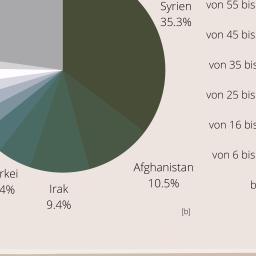 Syrien
35.3%
Afghanistan
10.5%
Irak
9.4%
rkei
4%
[b]
von 55 bis
von 45 bis
von 35 bis
von 25 bis
von 16 bis
von 6 bis
b